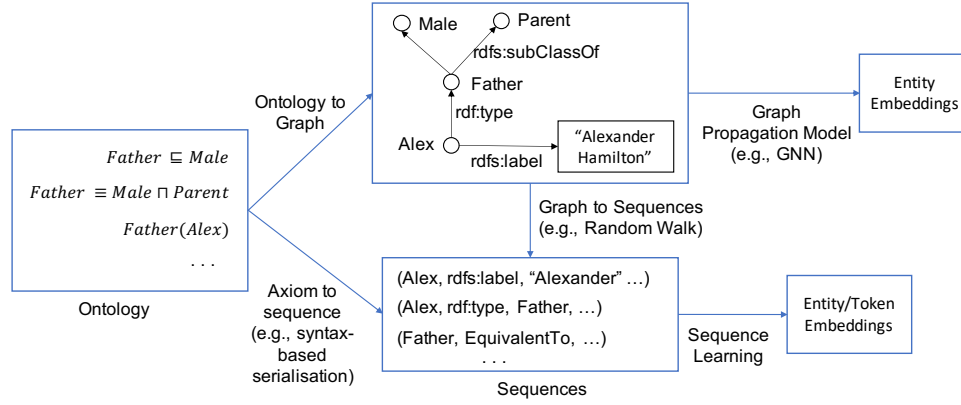 Father ⊑ Male
Father ≡ Male ⊓ Parent
Father(Alex)
. . .
Ontology
Ontology to
Graph
Male
Parent
rdfs:subClassOf
Father
rdf:type
Alex
rdfs:label
“Alexander
Hamilton”
Graph
Propagation Model
(e.g., GNN)
Entity
Embeddings
Graph to Sequences
(e.g., Random Walk)
Axiom to
sequence
(e.g., syntax-
based
serialisation)
(Alex, rdfs:label, “Alexander” …)
(Alex, rdf:type, Father, …)
(Father, EquivalentTo, …)
. . .
Sequences
Sequence
Learning
Entity/Token
Embeddings